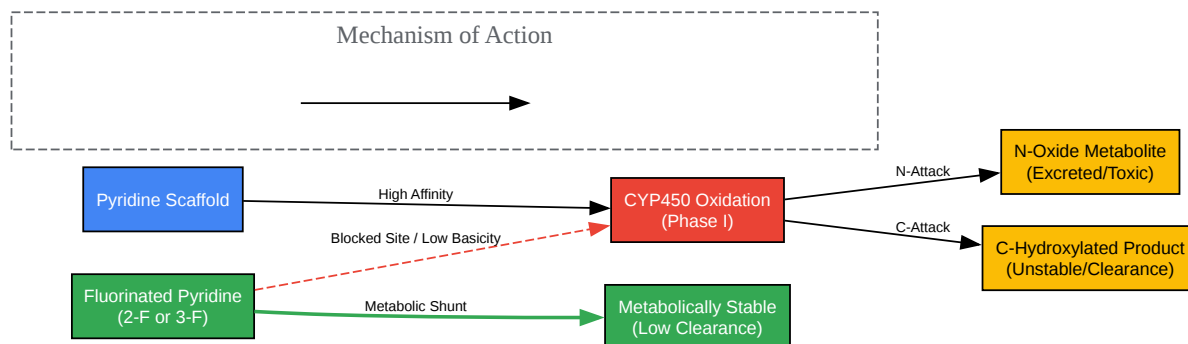 Mechanism of Action
Pyridine Scaffold
High Affinity
CYP450 Oxidation
(Phase I)
N-Attack
N-Oxide Metabolite
(Excreted/Toxic)
C-Attack
C-Hydroxylated Product
(Unstable/Clearance)
Blocked Site / Low Basicity
Fluorinated Pyridine
(2-F or 3-F)
Metabolic Shunt
Metabolically Stable
(Low Clearance)